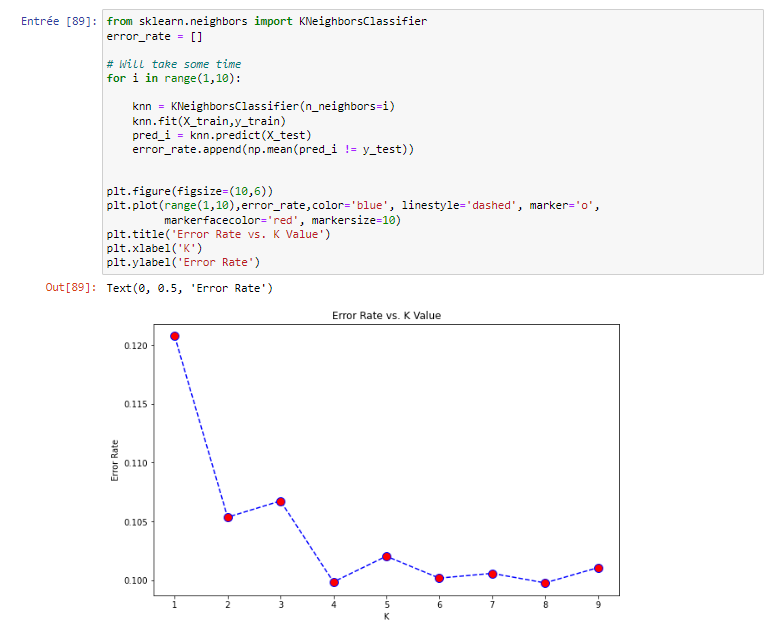 Entrée [89]: from sklearn.neighbors import KNeighborsClassifier
error_rate = []
# Will take some time
for i in range(1,10):
    knn = KNeighborsClassifier(n_neighbors=i)
    knn.fit(X_train,y_train)
    pred_i = knn.predict(X_test)
    error_rate.append(np.mean(pred_i != y_test))
plt.figure(figsize=(10,6))
plt.plot(range(1,10),error_rate,color='blue', linestyle='dashed', marker='o',
         markerfacecolor='red', markersize=10)
plt.title('Error Rate vs. K Value')
plt.xlabel('K')
plt.ylabel('Error Rate')
Out[89]: Text(0, 0.5, 'Error Rate')
Error Rate vs. K Value
0.120
0.115
0.110
0.105
0.100
Error Rate
1 2 3 4 5 6 7 8 9
K